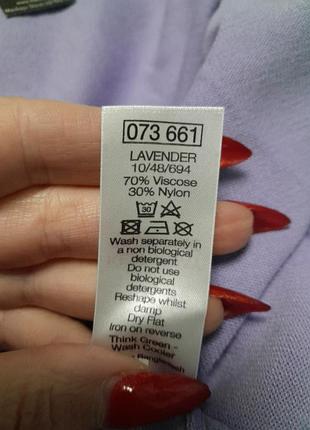 073 661
LAVENDER
10/48/694
70% Viscose
30% Nylon
30
Wash separately in
a non biological
detergent
Do not use
biological
detergents
Reshape whilst
damp
Dry Flat
Iron on reverse
Think Green -
Wash Cooler